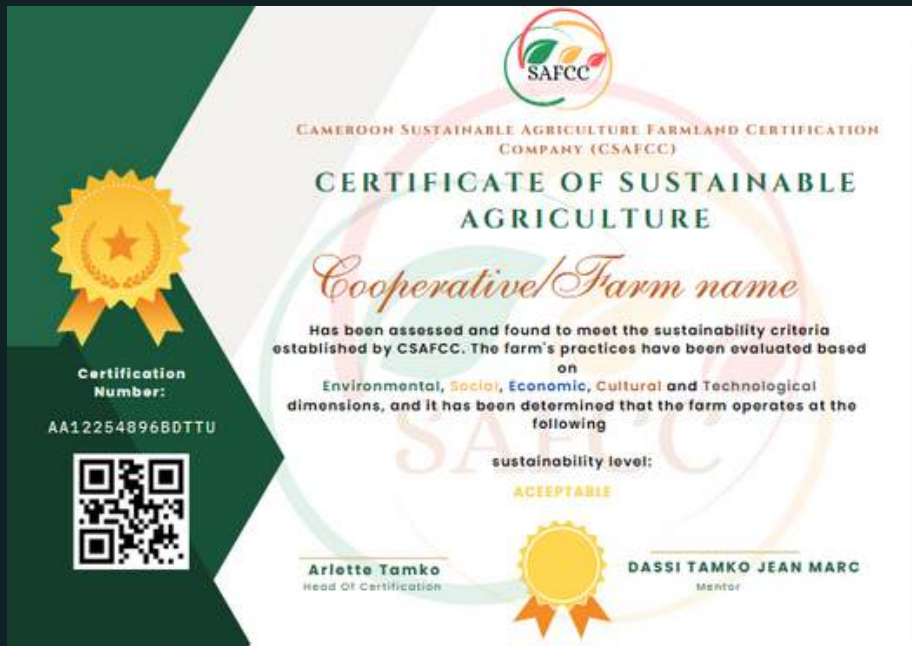 SAFCC
CAMEROON SUSTAINABLE AGRICULTURE FARMLAND CERTIFICATION
COMPANY (CSAFCC)
CERTIFICATE OF SUSTAINABLE
AGRICULTURE
Cooperative/Farm name
Has been assessed and found to meet the sustainability criteria
established by CSAFCC. The farm's practices have been evaluated based
on
Environmental, Social, Economic, Cultural and Technological
dimensions, and it has been determined that the farm operates at the
following
SAFCC
sustainability level:
ACEEPTABLE
Certification
Number:
AA12254896BDTTU
Arlette Tamko
Head Of Certification
DASSI TAMKO JEAN MARC
Mentor